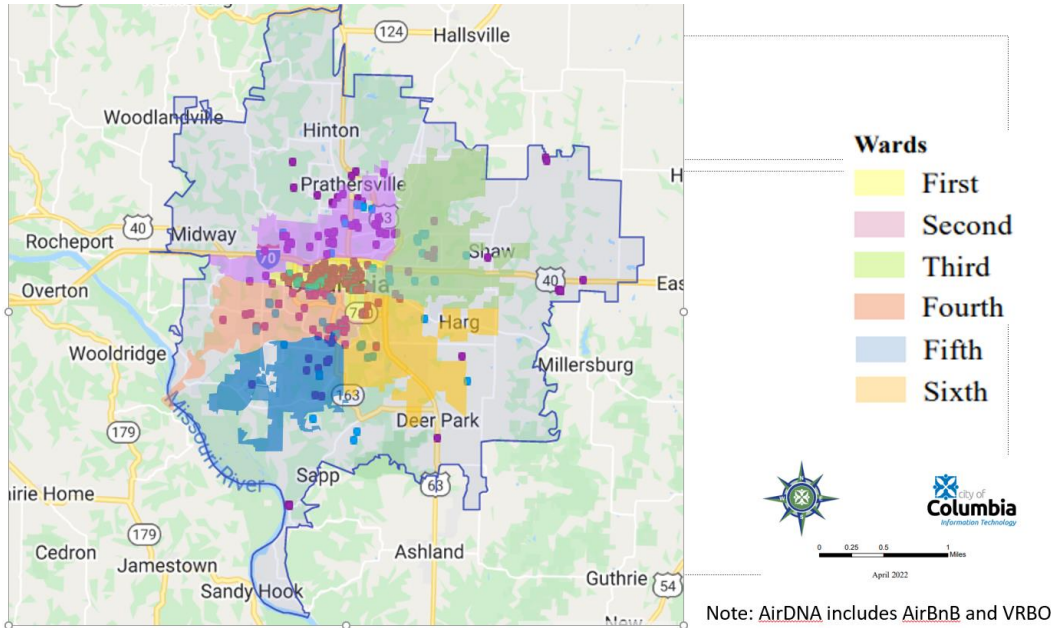 124
Hallsville
Woodlandville
Hinton
Prathersville
40
Rocheport
Midway
70
Shaw
Overton
40
Harg
Wooldridge
Millersburg
163
Deer Park
179
Missouri River
Sapp
63
179
Cedron
Jamestown
Ashland
Sandy Hook
Guthrie
54
Wards
First
Second
Third
Fourth
Fifth
Sixth
city of
Columbia
Information Technology
0 0.25 0.5 1
Miles
April 2022
Note: AirDNA includes AirBnB and VRBO